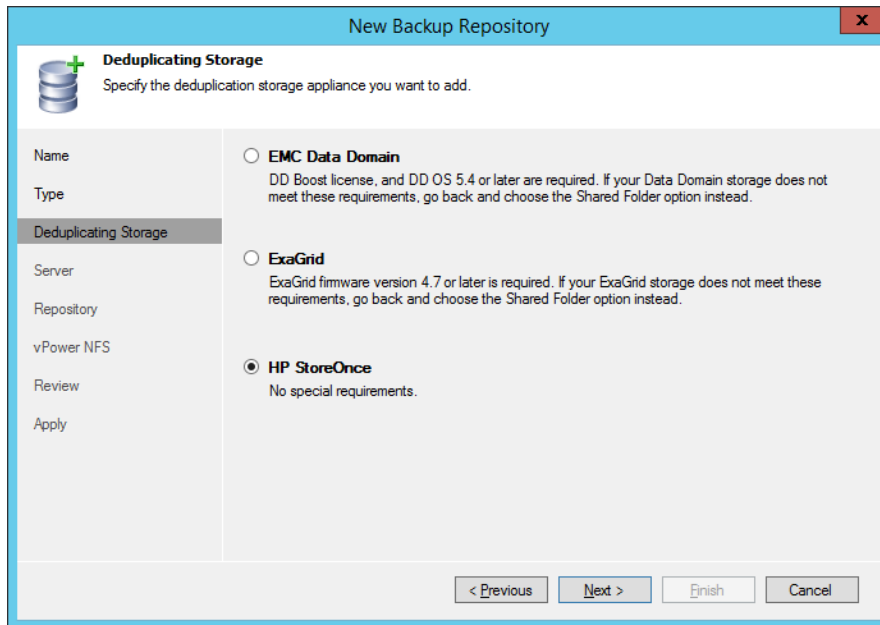 New Backup Repository
x
Deduplicating Storage
Specify the deduplication storage appliance you want to add.
Name
Type
Deduplicating Storage
Server
Repository
vPower NFS
Review
Apply
EMC Data Domain
DD Boost license, and DD OS 5.4 or later are required. If your Data Domain storage does not
meet these requirements, go back and choose the Shared Folder option instead.
ExaGrid
ExaGrid firmware version 4.7 or later is required. If your ExaGrid storage does not meet these
requirements, go back and choose the Shared Folder option instead.
HP StoreOnce
No special requirements.
< Previous
Next >
Finish
Cancel